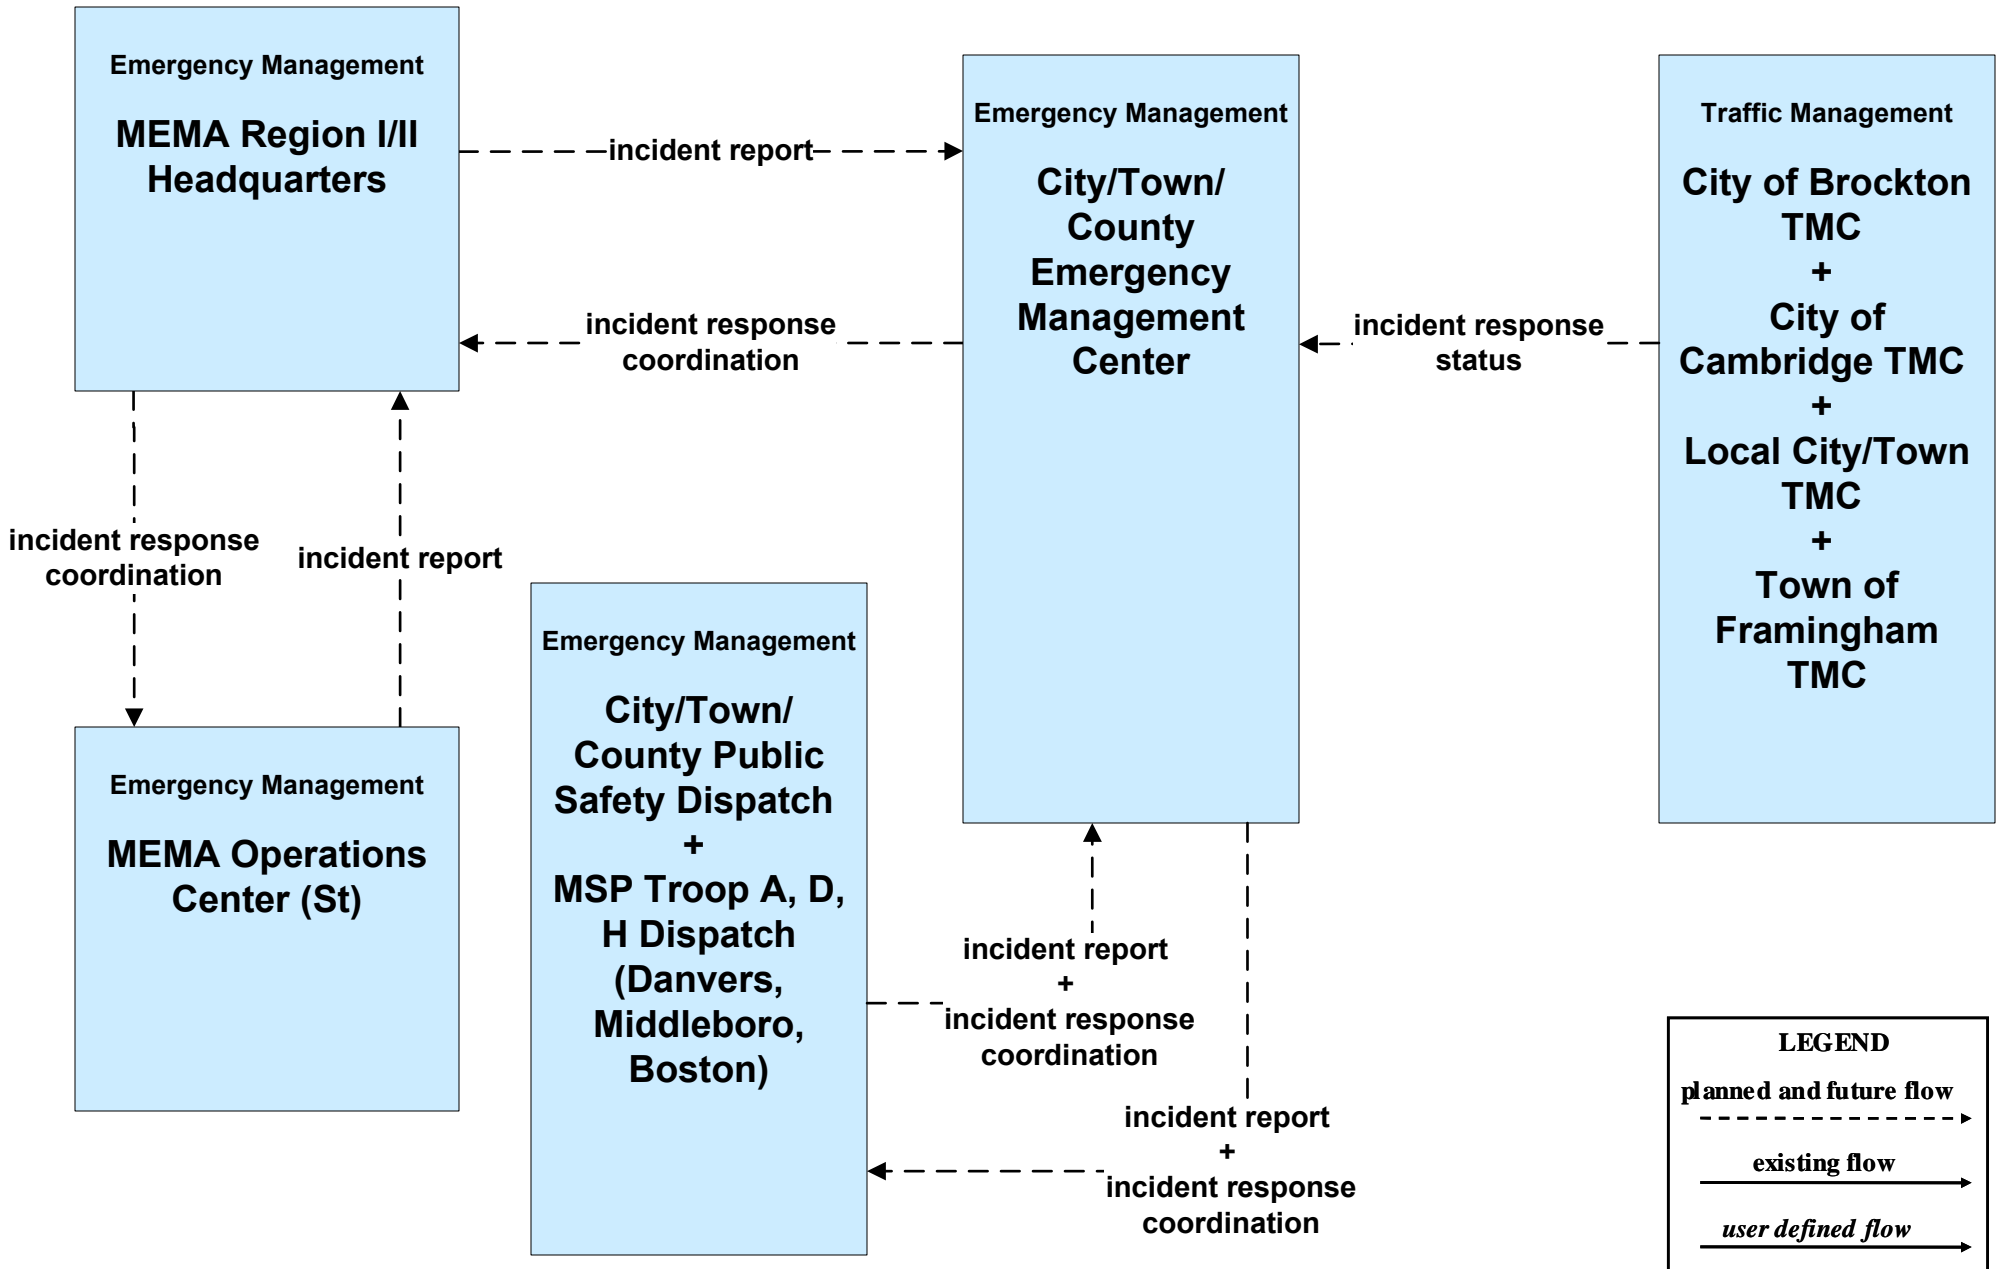 Emergency Management
MEMA Region I/II
Headquarters
incident report
Emergency Management
City/Town/
County
Emergency
Management
Center
Traffic Management
City of Brockton
TMC
+
City of
Cambridge TMC
+
Local City/Town
TMC
+
Town of
Framingham
TMC
incident response
coordination
incident response
status
incident response
coordination
incident report
Emergency Management
MEMA Operations
Center (St)
Emergency Management
City/Town/
County Public
Safety Dispatch
+
MSP Troop A, D,
H Dispatch
(Danvers,
Middleboro,
Boston)
incident report
+
incident response
coordination
incident report
+
incident response
coordination
LEGEND
planned and future flow
existing flow
user defined flow